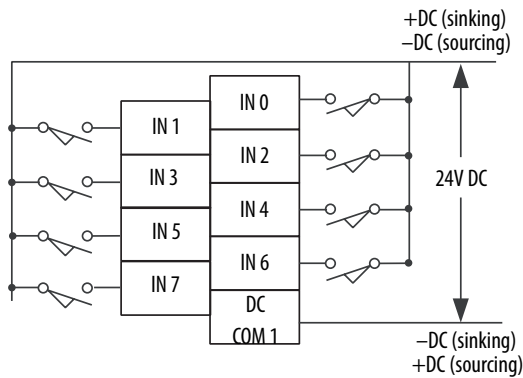 +DC (sinking)
−DC (sourcing)
IN 0
IN 1
IN 2
IN 3
24V DC
IN 4
IN 5
IN 6
IN 7
DC
COM 1
−DC (sinking)
+DC (sourcing)